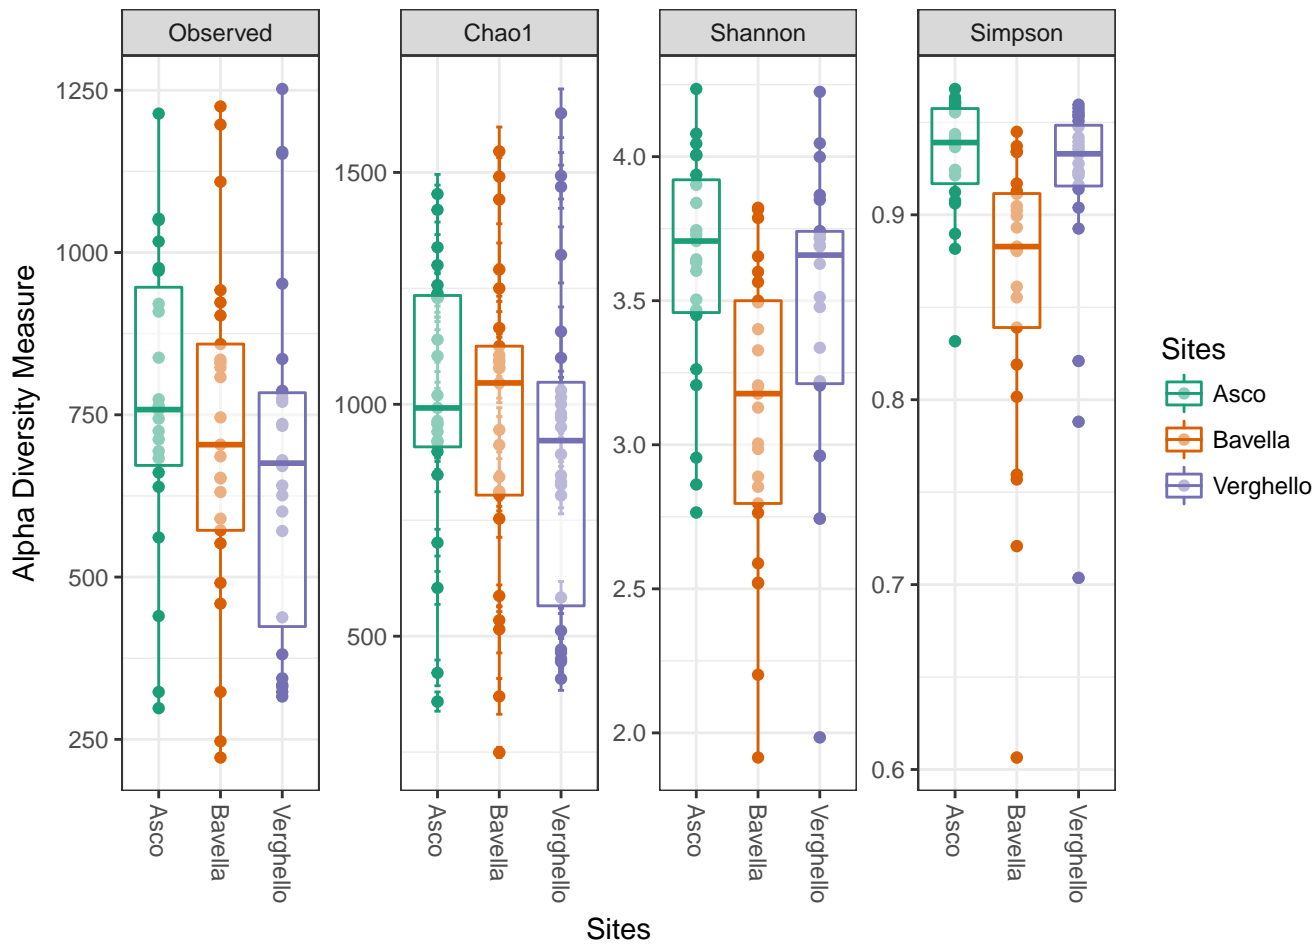 Observed
Chao1
Shannon
Simpson
Alpha Diversity Measure
1250
1000
750
500
250
1500
1000
500
4.0
3.5
3.0
2.5
2.0
0.9
0.8
0.7
0.6
Asco
Bavella
Verghello
Asco
Bavella
Verghello
Asco
Bavella
Verghello
Asco
Bavella
Verghello
Sites
Sites
Asco
Bavella
Verghello